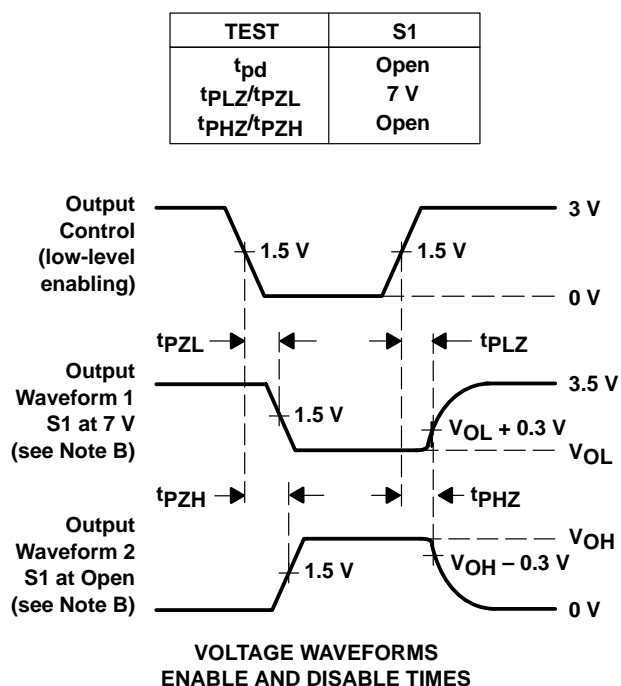 TEST S1
tpd Open
tPLZ/tPZL 7 V
tPHZ/tPZH Open
Output
Control
(low-level
enabling)
1.5 V
1.5 V
3 V
0 V
tPZL
tPLZ
Output
Waveform 1
S1 at 7 V
(see Note B)
1.5 V
3.5 V
VOL + 0.3 V
VOL
tPZH
tPHZ
Output
Waveform 2
S1 at Open
(see Note B)
1.5 V
VOH
VOH – 0.3 V
0 V
VOLTAGE WAVEFORMS
ENABLE AND DISABLE TIMES